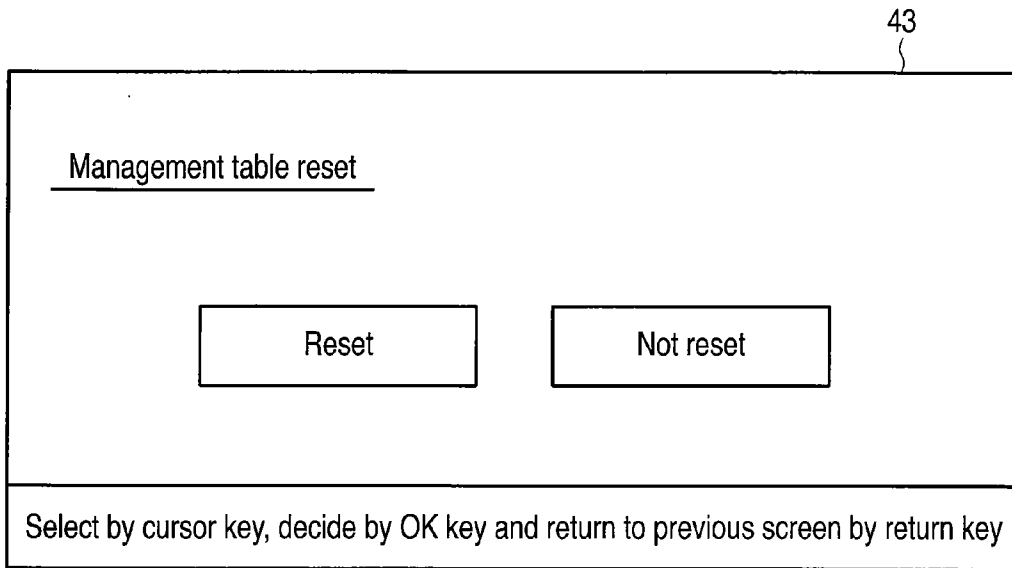 43
Management table reset
Reset
Not reset
Select by cursor key, decide by OK key and return to previous screen by return key